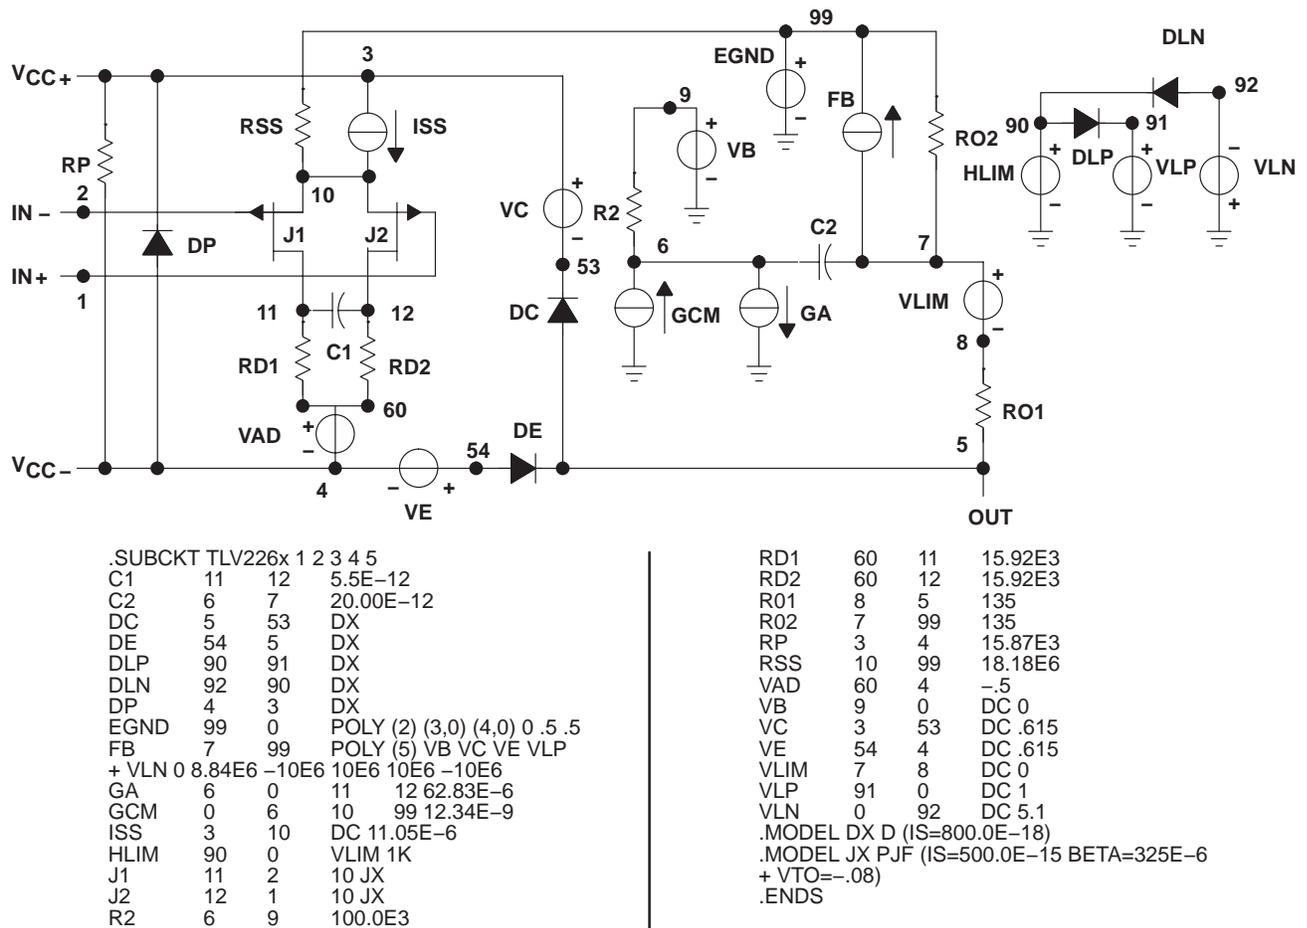 99
DLN
3
EGND
+
–
VCC+
92
9
FB
RSS
ISS
+
–
VB
RO2
90
91
RP
DLP
HLIM
+
–
+
–
VLP
–
+
VLN
10
2
IN –
VC
+
–
R2
C2
J1
J2
DP
6
7
IN+
1
53
+
–
VLIM
11
12
DC
GCM
GA
C1
8
RD1
RD2
60
RO1
VAD
+
–
DE
54
5
VCC–
4
–
+
VE
OUT
.SUBCKT TLV226x 1 2 3 4 5
C1 11 12 5.5E–12
C2 6 7 20.00E–12
DC 5 53 DX
DE 54 5 DX
DLP 90 91 DX
DLN 92 90 DX
DP 4 3 DX
EGND 99 0 POLY (2) (3,0) (4,0) 0 .5 .5
FB 7 99 POLY (5) VB VC VE VLP
+ VLN 0 8.84E6 –10E6 10E6 10E6 –10E6
GA 6 0 11 12 62.83E–6
GCM 0 6 10 99 12.34E–9
ISS 3 10 DC 11.05E–6
HLIM 90 0 VLIM 1K
J1 11 2 10 JX
J2 12 1 10 JX
R2 6 9 100.0E3
RD1 60 11 15.92E3
RD2 60 12 15.92E3
R01 8 5 135
R02 7 99 135
RP 3 4 15.87E3
RSS 10 99 18.18E6
VAD 60 4 –.5
VB 9 0 DC 0
VC 3 53 DC .615
VE 54 4 DC .615
VLIM 7 8 DC 0
VLP 91 0 DC 1
VLN 0 92 DC 5.1
.MODEL DX D (IS=800.0E–18)
.MODEL JX PJF (IS=500.0E–15 BETA=325E–6
+ VTO=–.08)
.ENDS